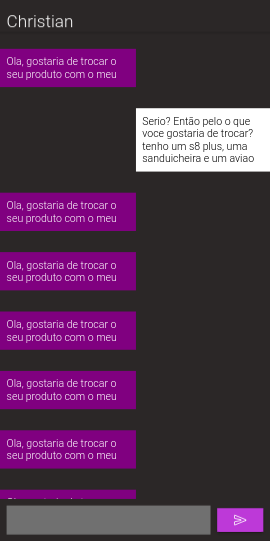 Christian
Ola, gostaria de trocar o
seu produto com o meu
Serio? Então pelo o que
voce gostaria de trocar?
tenho um s8 plus, uma
sanduicheira e um aviao
Ola, gostaria de trocar o
seu produto com o meu
Ola, gostaria de trocar o
seu produto com o meu
Ola, gostaria de trocar o
seu produto com o meu
Ola, gostaria de trocar o
seu produto com o meu
Ola, gostaria de trocar o
seu produto com o meu